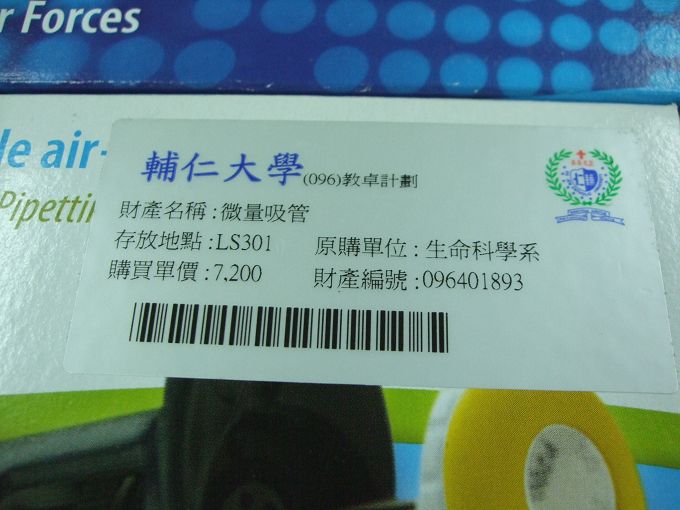 r Forces
le air-
Pipetti
輔仁大學(096)教卓計劃
財產名稱:微量吸管
存放地點:LS301 原購單位:生命科學系
購買單價:7,200 財產編號:096401893